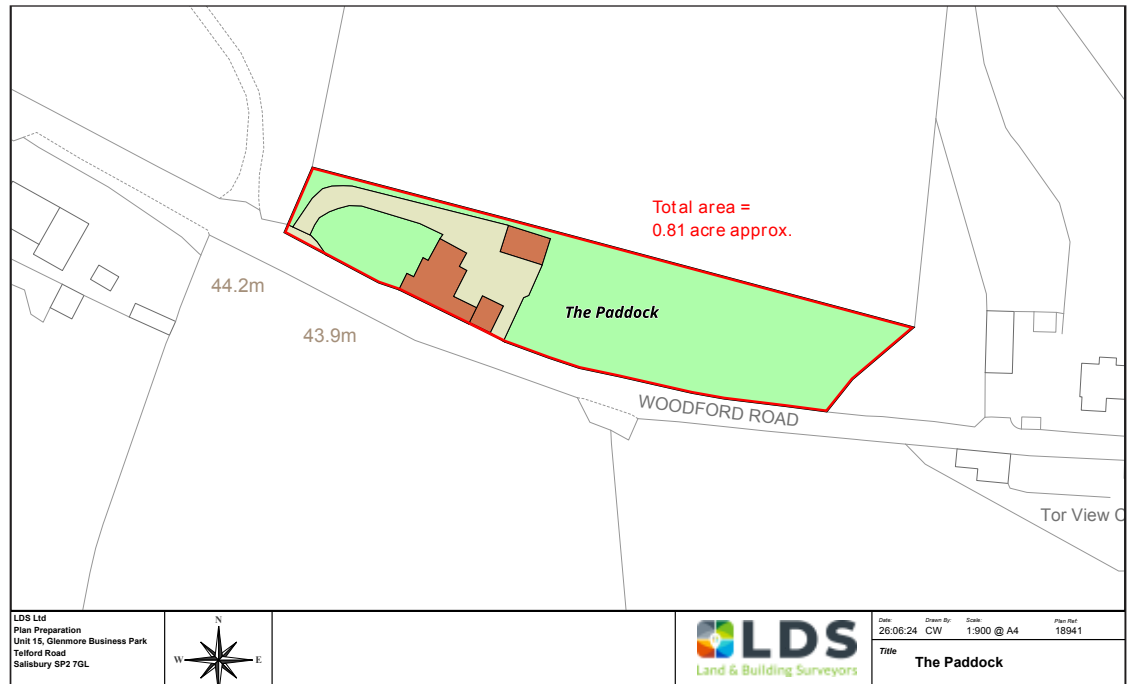 Total area =
0.81 acre approx.
The Paddock
44.2m
43.9m
WOODFORD ROAD
Tor View C
LDS Ltd
Plan Preparation
Unit 15, Glenmore Business Park
Telford Road
Salisbury SP2 7GL
N
W E
LDS
Land & Building Surveyors
Date: Drawn By: Scale: Plan Ref:
26:06:24 CW 1:900 @ A4 18941
Title
The Paddock